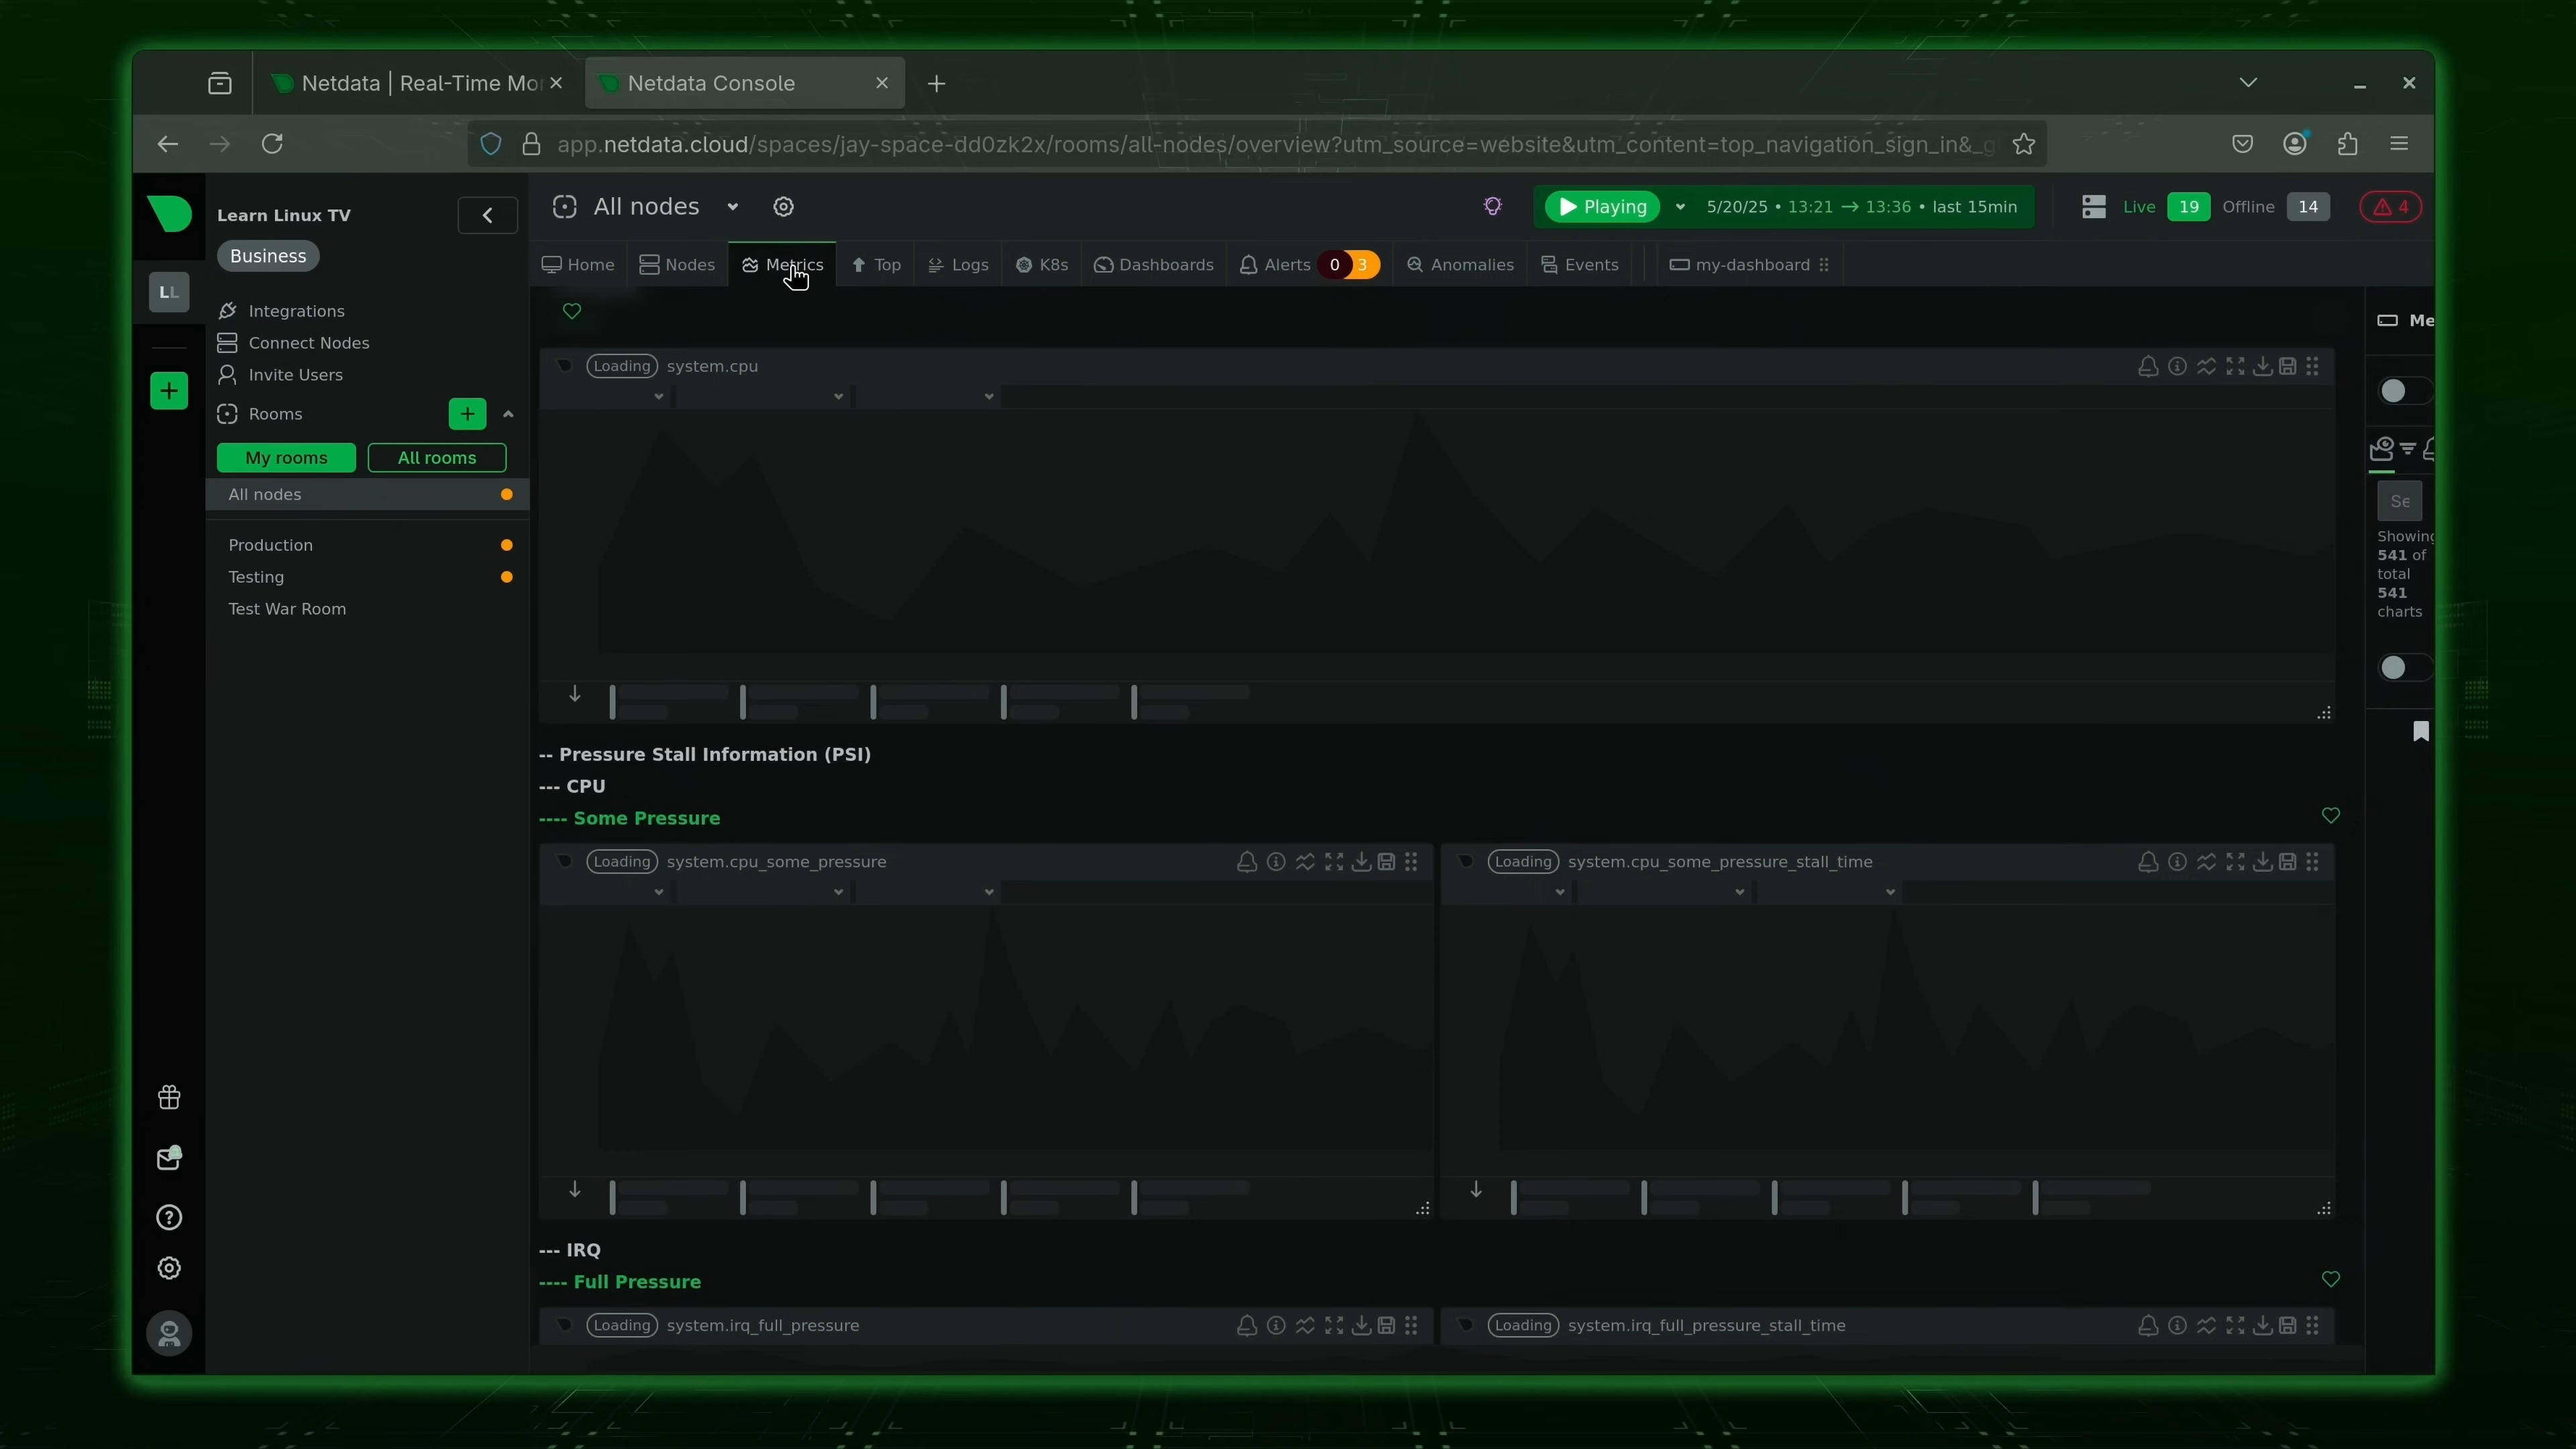 Netdata | Real-Time Mo
Netdata Console
app.netdata.cloud/spaces/jay-space-dd0zk2x/rooms/all-nodes/overview?utm_source=website&utm_content=top_navigation_sign_in&_g
Learn Linux TV
Business
LL
Integrations
Connect Nodes
Invite Users
Rooms
My rooms
All rooms
All nodes
Production
Testing
Test War Room
All nodes
Playing
5/20/25 • 13:21 → 13:36 • last 15min
Live 19 Offline 14
4
Home Nodes Metrics Top Logs K8s Dashboards Alerts 0 3 Anomalies Events my-dashboard
Loading system.cpu
-- Pressure Stall Information (PSI)
--- CPU
---- Some Pressure
Loading system.cpu_some_pressure
Loading system.cpu_some_pressure_stall_time
--- IRQ
---- Full Pressure
Loading system.irq_full_pressure
Loading system.irq_full_pressure_stall_time
Me
Se
Showing
541 of
total
541
charts